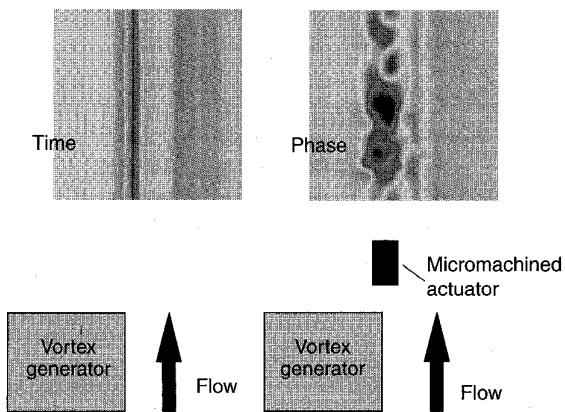 Time
Phase
Micromachined
actuator
Vortex
generator
Flow
Vortex
generator
Flow